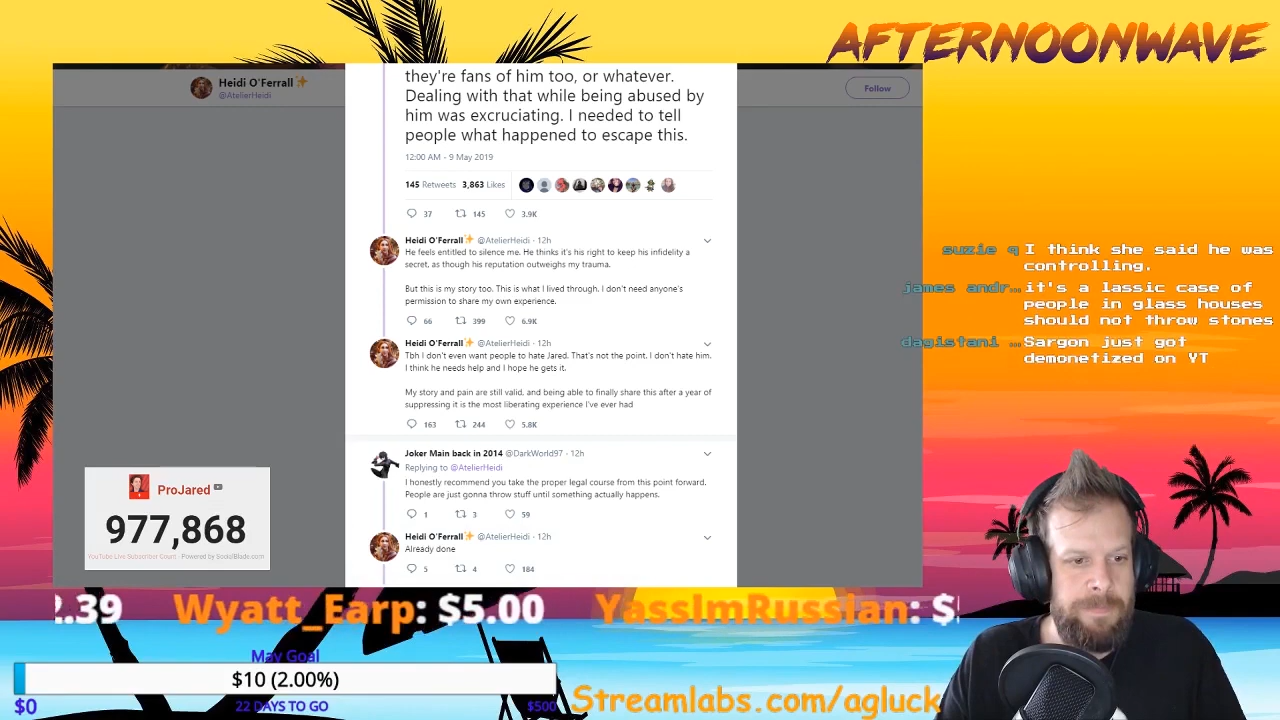 AFTERNOONWAVE
Heidi O'Ferrall✨
@AtelierHeidi
Follow
they're fans of him too, or whatever.
Dealing with that while being abused by
him was excruciating. I needed to tell
people what happened to escape this.
12:00 AM - 9 May 2019
145 Retweets 3,863 Likes
37 145 3.9K
Heidi O'Ferrall✨ @AtelierHeidi · 12h
He feels entitled to silence me. He thinks it's his right to keep his infidelity a
secret, as though his reputation outweighs my trauma.
But this is my story too. This is what I lived through. I don't need anyone's
permission to share my own experience.
66 399 6.9K
Heidi O'Ferrall✨ @AtelierHeidi · 12h
Tbh I don't even want people to hate Jared. That's not the point. I don't hate him.
I think he needs help and I hope he gets it.
My story and pain are still valid, and being able to finally share this after a year of
suppressing it is the most liberating experience I've ever had
163 244 5.8K
Joker Main back in 2014 @DarkWorld97 · 12h
Replying to @AtelierHeidi
I honestly recommend you take the proper legal course from this point forward.
People are just gonna throw stuff until something actually happens.
1 3 59
Heidi O'Ferrall✨ @AtelierHeidi · 12h
Already done
5 4 184
ProJared
977,868
YouTube Live Subscriber Count - Powered by SocialBlade.com
suzie q I think she said he was
controlling.
james andr... it's a lassic case of
people in glass houses
should not throw stones
dagistani ... Sargon just got
demonetized on YT
2.39 Wyatt_Earp: $5.00 YassImRussian: $
May Goal
$10 (2.00%)
$0 22 DAYS TO GO $500
Streamlabs.com/agluck